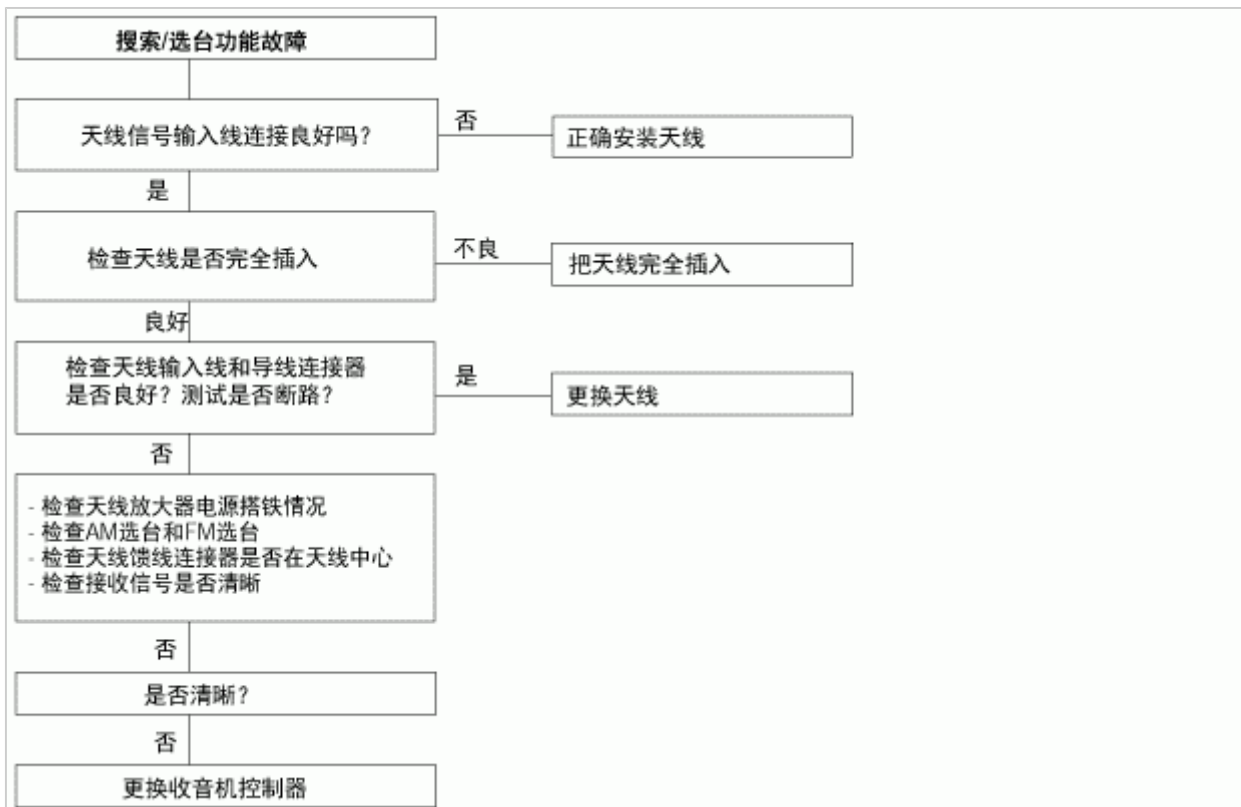 搜索/选台功能故障
天线信号输入线连接良好吗?
否
正确安装天线
是
检查天线是否完全插入
不良
把天线完全插入
良好
检查天线输入线和导线连接器
是否良好? 测试是否断路?
是
更换天线
否
- 检查天线放大器电源搭铁情况
- 检查AM选台和FM选台
- 检查天线馈线连接器是否在天线中心
- 检查接收信号是否清晰
否
是否清晰?
否
更换收音机控制器